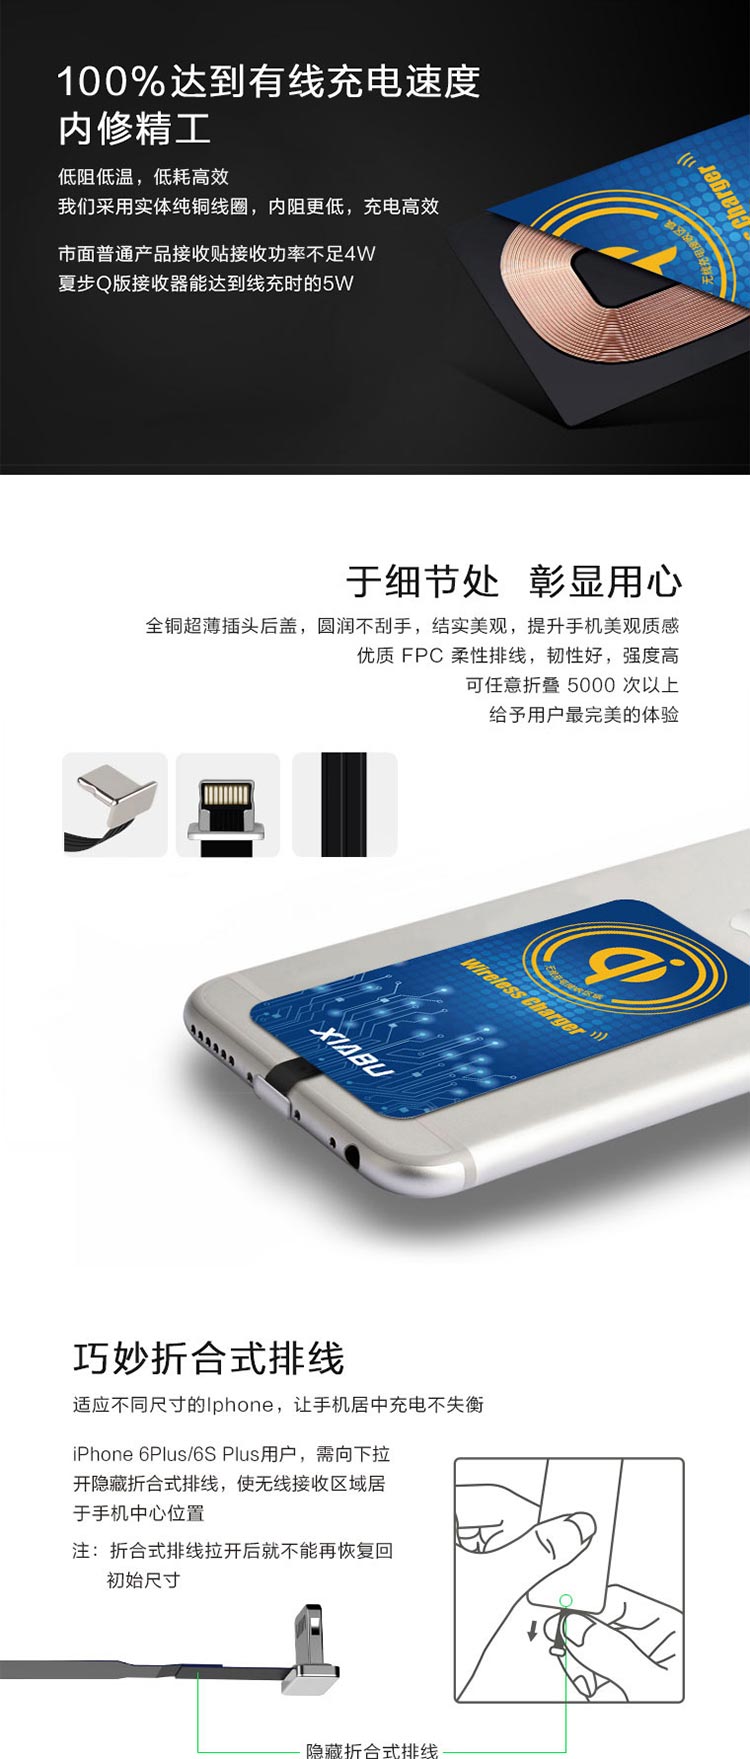 100%达到有线充电速度
内修精工
低阻低温，低耗高效
我们采用实体纯铜线圈，内阻更低，充电高效
市面普通产品接收贴接收功率不足4W
夏步Q版接收器能达到线充时的5W
Charger
于细节处 彰显用心
全铜超薄插头后盖，圆润不刮手，结实美观，提升手机美观质感
优质 FPC 柔性排线，韧性好，强度高
可任意折叠 5000 次以上
给予用户最完美的体验
Wireless Charger
XIABU
巧妙折合式排线
适应不同尺寸的Iphone，让手机居中充电不失衡
iPhone 6Plus/6S Plus用户，需向下拉
开隐藏折合式排线，使无线接收区域居
于手机中心位置
注：折合式排线拉开后就不能再恢复回
初始尺寸
隐藏折合式排线